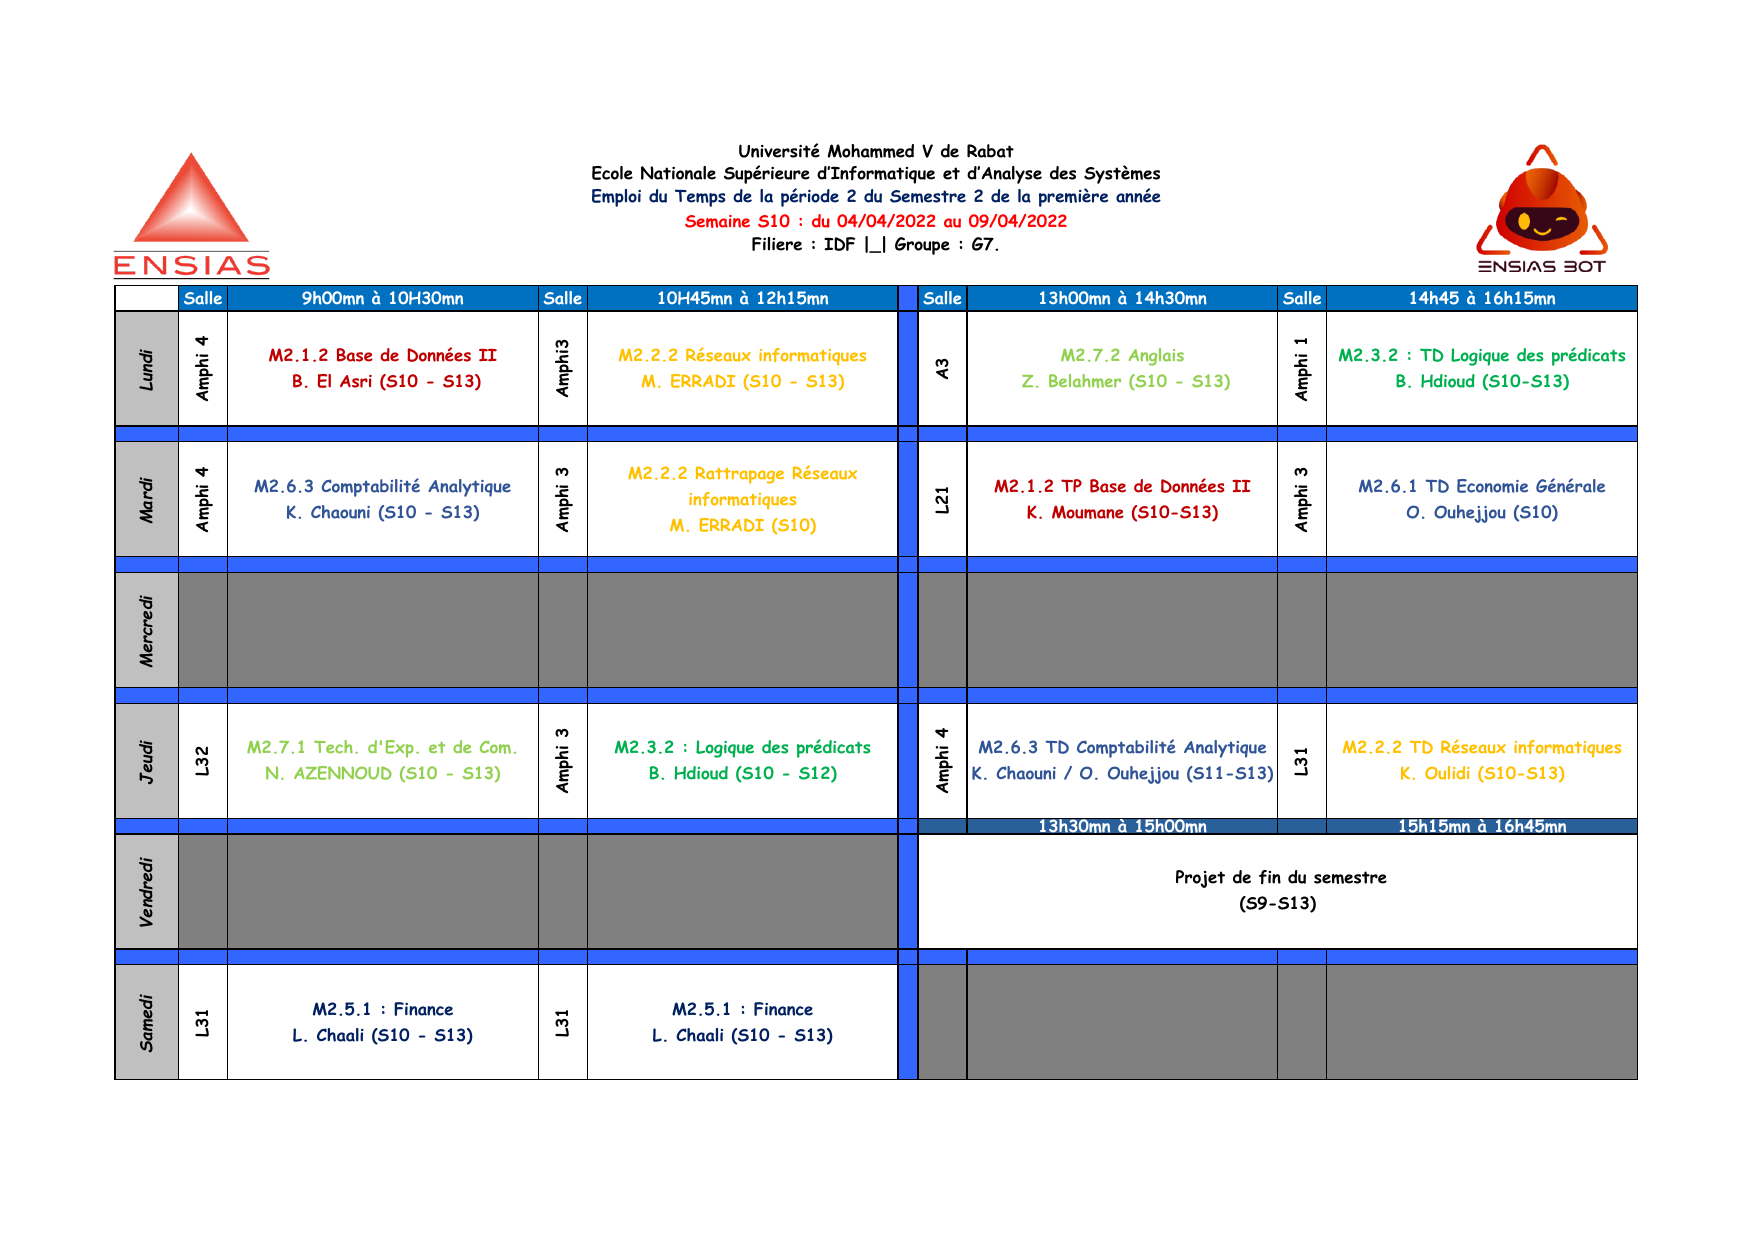 Université Mohammed V de Rabat
Ecole Nationale Supérieure d’Informatique et d’Analyse des Systèmes
Emploi du Temps de la période 2 du Semestre 2 de la première année
Semaine S10 : du 04/04/2022 au 09/04/2022
Filiere : IDF |_| Groupe : G7.
ENSIAS
ENSIAS BOT
Salle 9h00mn à 10H30mn Salle 10H45mn à 12h15mn Salle 13h00mn à 14h30mn Salle 14h45 à 16h15mn
Lundi
Amphi 4
M2.1.2 Base de Données II
B. El Asri (S10 - S13)
Amphi3
M2.2.2 Réseaux informatiques
M. ERRADI (S10 - S13)
A3
M2.7.2 Anglais
Z. Belahmer (S10 - S13)
Amphi 1
M2.3.2 : TD Logique des prédicats
B. Hdioud (S10-S13)
Mardi
Amphi 4
M2.6.3 Comptabilité Analytique
K. Chaouni (S10 - S13)
Amphi 3
M2.2.2 Rattrapage Réseaux
informatiques
M. ERRADI (S10)
L21
M2.1.2 TP Base de Données II
K. Moumane (S10-S13)
Amphi 3
M2.6.1 TD Economie Générale
O. Ouhejjou (S10)
Mercredi
Jeudi
L32
M2.7.1 Tech. d'Exp. et de Com.
N. AZENNOUD (S10 - S13)
Amphi 3
M2.3.2 : Logique des prédicats
B. Hdioud (S10 - S12)
Amphi 4
M2.6.3 TD Comptabilité Analytique
K. Chaouni / O. Ouhejjou (S11-S13)
L31
M2.2.2 TD Réseaux informatiques
K. Oulidi (S10-S13)
13h30mn à 15h00mn 15h15mn à 16h45mn
Vendredi
Projet de fin du semestre
(S9-S13)
Samedi
L31
M2.5.1 : Finance
L. Chaali (S10 - S13)
L31
M2.5.1 : Finance
L. Chaali (S10 - S13)